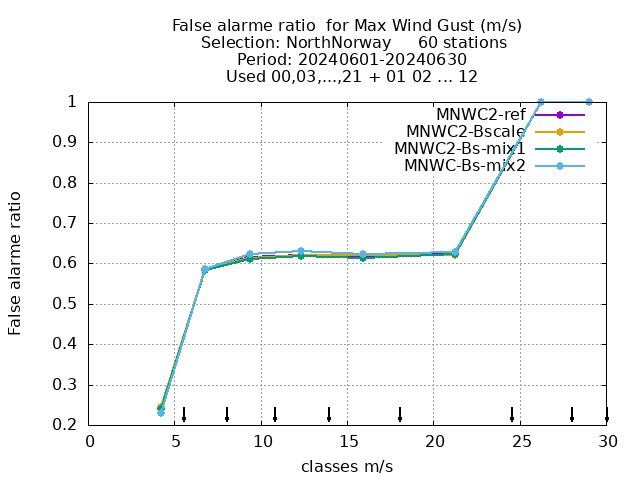 False alarme ratio  for Max Wind Gust (m/s)
Selection: NorthNorway     60 stations
Period: 20240601-20240630
Used 00,03,...,21 + 01 02 ... 12
MNWC2-ref
MNWC2-Bscale
MNWC2-Bs-mix1
MNWC-Bs-mix2
False alarme ratio
1
0.9
0.8
0.7
0.6
0.5
0.4
0.3
0.2
0 5 10 15 20 25 30
classes m/s